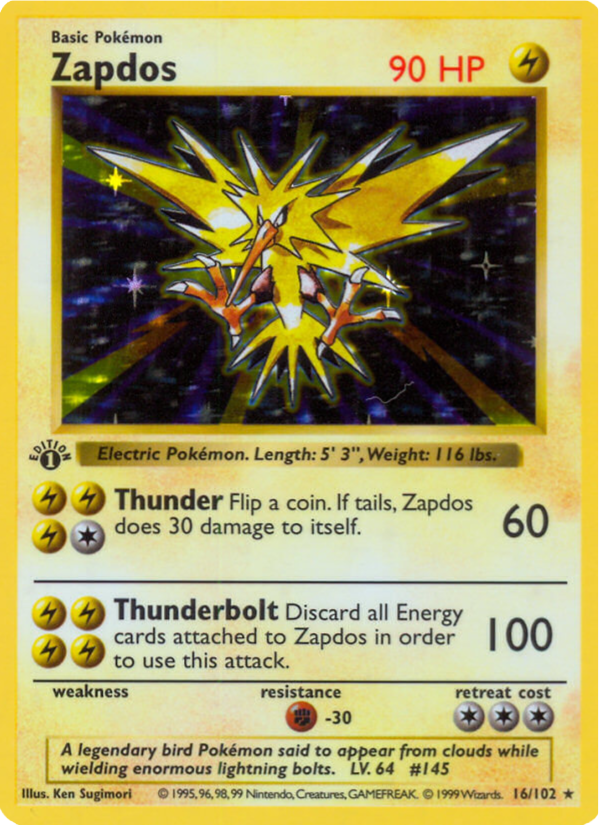 Basic Pokémon
Zapdos 90 HP
EDITION
1
Electric Pokémon. Length: 5' 3", Weight: 116 lbs.
Thunder Flip a coin. If tails, Zapdos
does 30 damage to itself.
60
Thunderbolt Discard all Energy
cards attached to Zapdos in order
to use this attack.
100
weakness resistance retreat cost
-30
A legendary bird Pokémon said to appear from clouds while
wielding enormous lightning bolts. LV. 64 #145
Illus. Ken Sugimori © 1995, 96, 98, 99 Nintendo, Creatures, GAMEFREAK. © 1999 Wizards. 16/102 ★